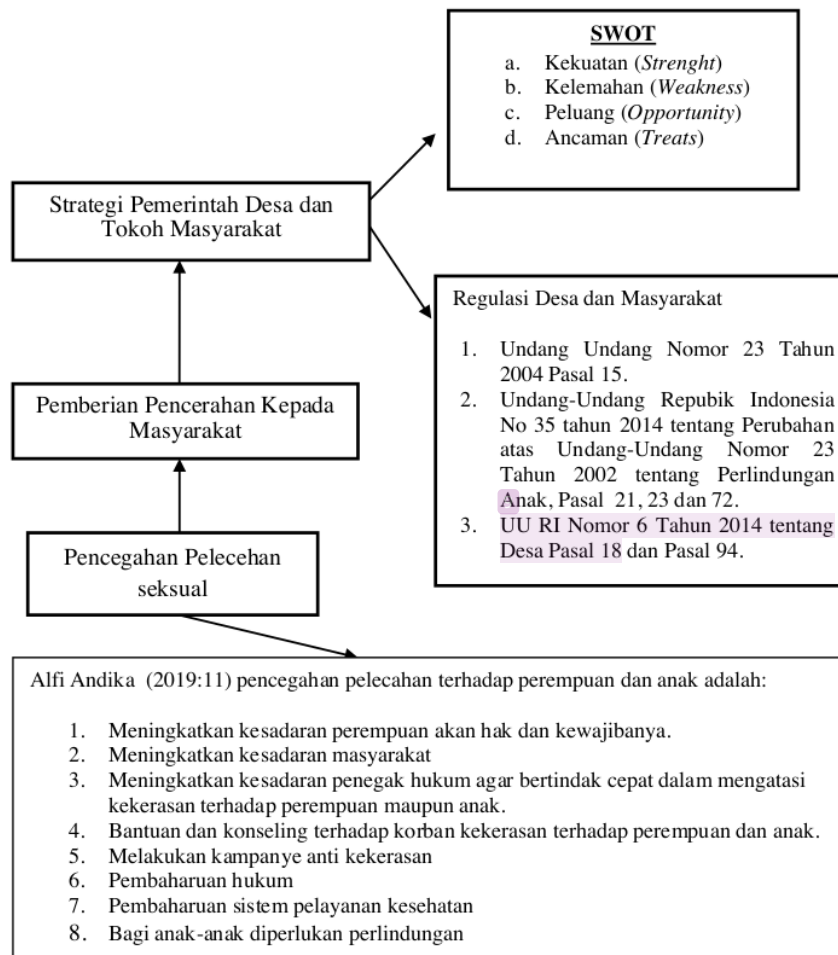 SWOT
a. Kekuatan (Strenght)
b. Kelemahan (Weakness)
c. Peluang (Opportunity)
d. Ancaman (Treats)
Strategi Pemerintah Desa dan
Tokoh Masyarakat
Regulasi Desa dan Masyarakat
1. Undang Undang Nomor 23 Tahun
2004 Pasal 15.
2. Undang-Undang Repubik Indonesia
No 35 tahun 2014 tentang Perubahan
atas Undang-Undang Nomor 23
Tahun 2002 tentang Perlindungan
Anak, Pasal 21, 23 dan 72.
3. UU RI Nomor 6 Tahun 2014 tentang
Desa Pasal 18 dan Pasal 94.
Pemberian Pencerahan Kepada
Masyarakat
Pencegahan Pelecehan
seksual
Alfi Andika (2019:11) pencegahan pelecahan terhadap perempuan dan anak adalah:
1. Meningkatkan kesadaran perempuan akan hak dan kewajibanya.
2. Meningkatkan kesadaran masyarakat
3. Meningkatkan kesadaran penegak hukum agar bertindak cepat dalam mengatasi
kekerasan terhadap perempuan maupun anak.
4. Bantuan dan konseling terhadap korban kekerasan terhadap perempuan dan anak.
5. Melakukan kampanye anti kekerasan
6. Pembaharuan hukum
7. Pembaharuan sistem pelayanan kesehatan
8. Bagi anak-anak diperlukan perlindungan